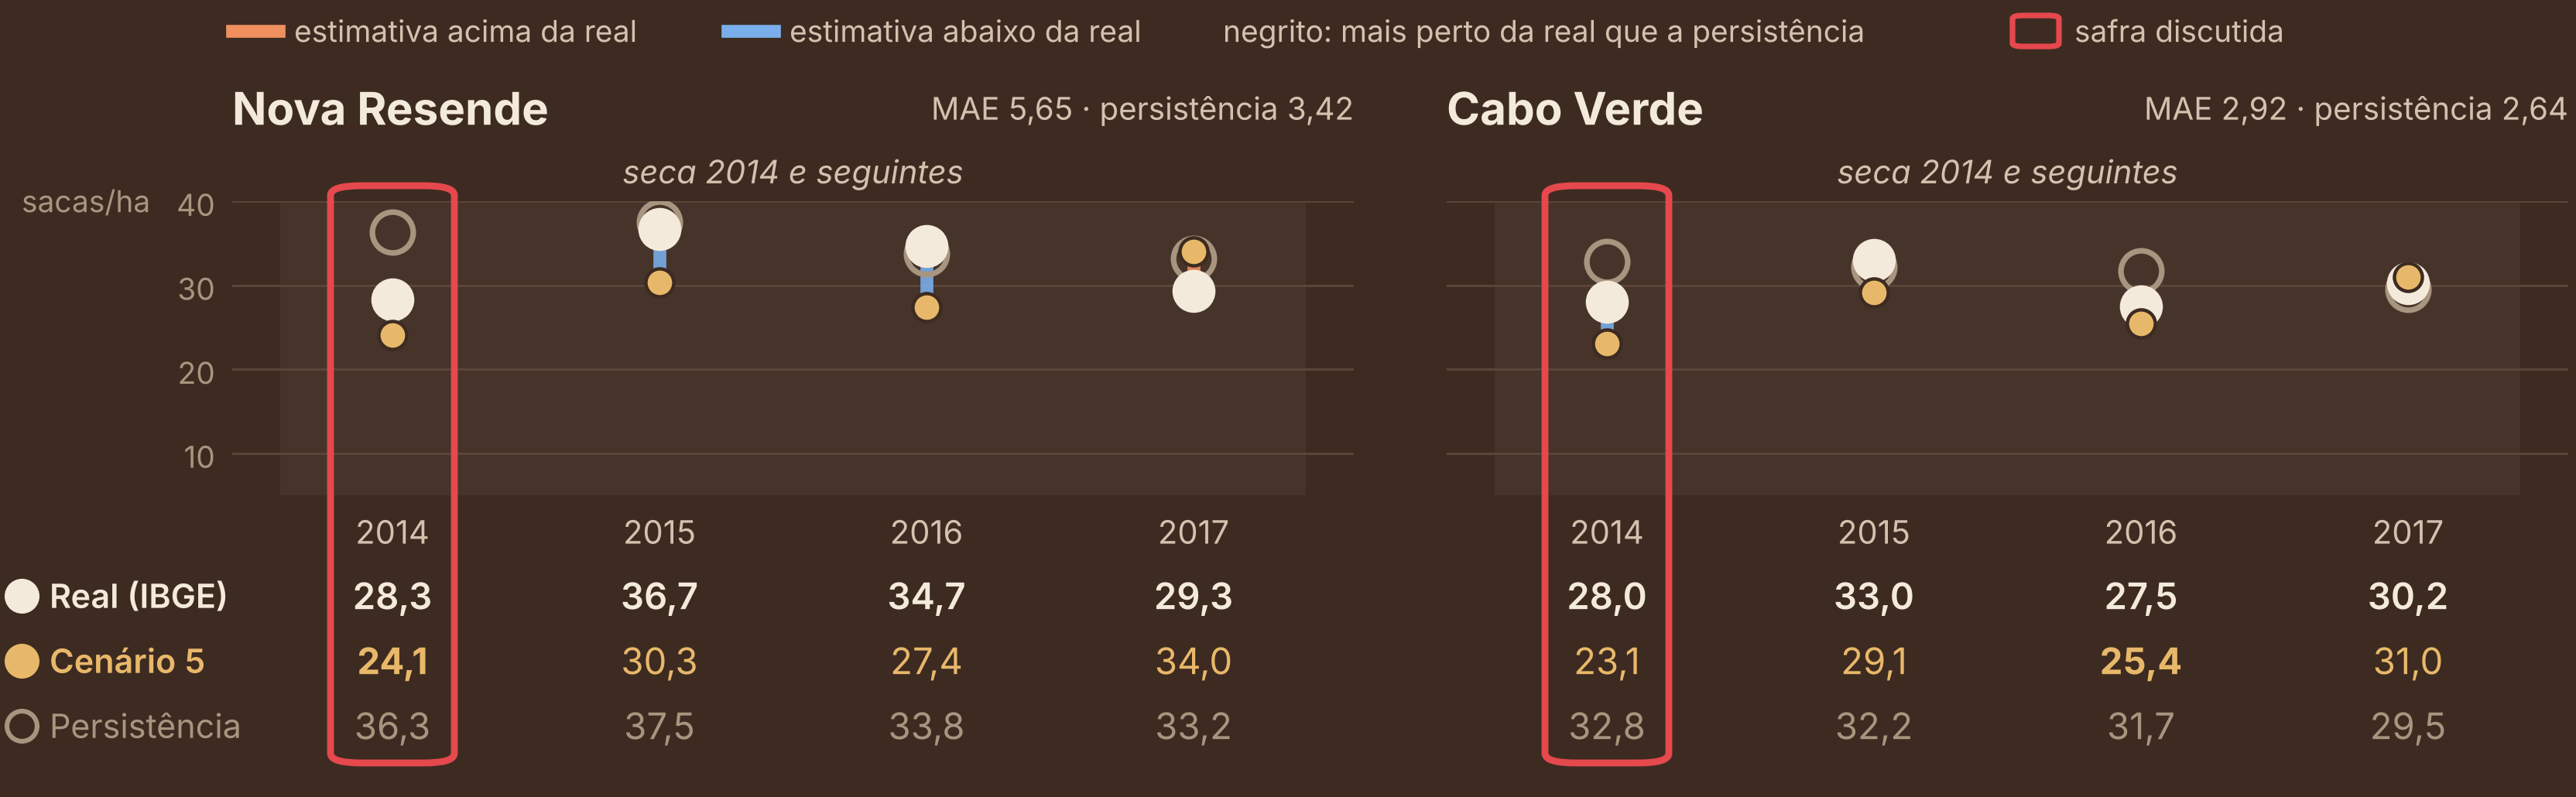 estimativa acima da real estimativa abaixo da real negrito: mais perto da real que a persistência safra discutida
Nova Resende MAE 5,65 · persistência 3,42
seca 2014 e seguintes
sacas/ha 40
30
20
10
2014 2015 2016 2017
Cabo Verde MAE 2,92 · persistência 2,64
seca 2014 e seguintes
2014 2015 2016 2017
Real (IBGE) 28,3 36,7 34,7 29,3 28,0 33,0 27,5 30,2
Cenário 5 24,1 30,3 27,4 34,0 23,1 29,1 25,4 31,0
Persistência 36,3 37,5 33,8 33,2 32,8 32,2 31,7 29,5